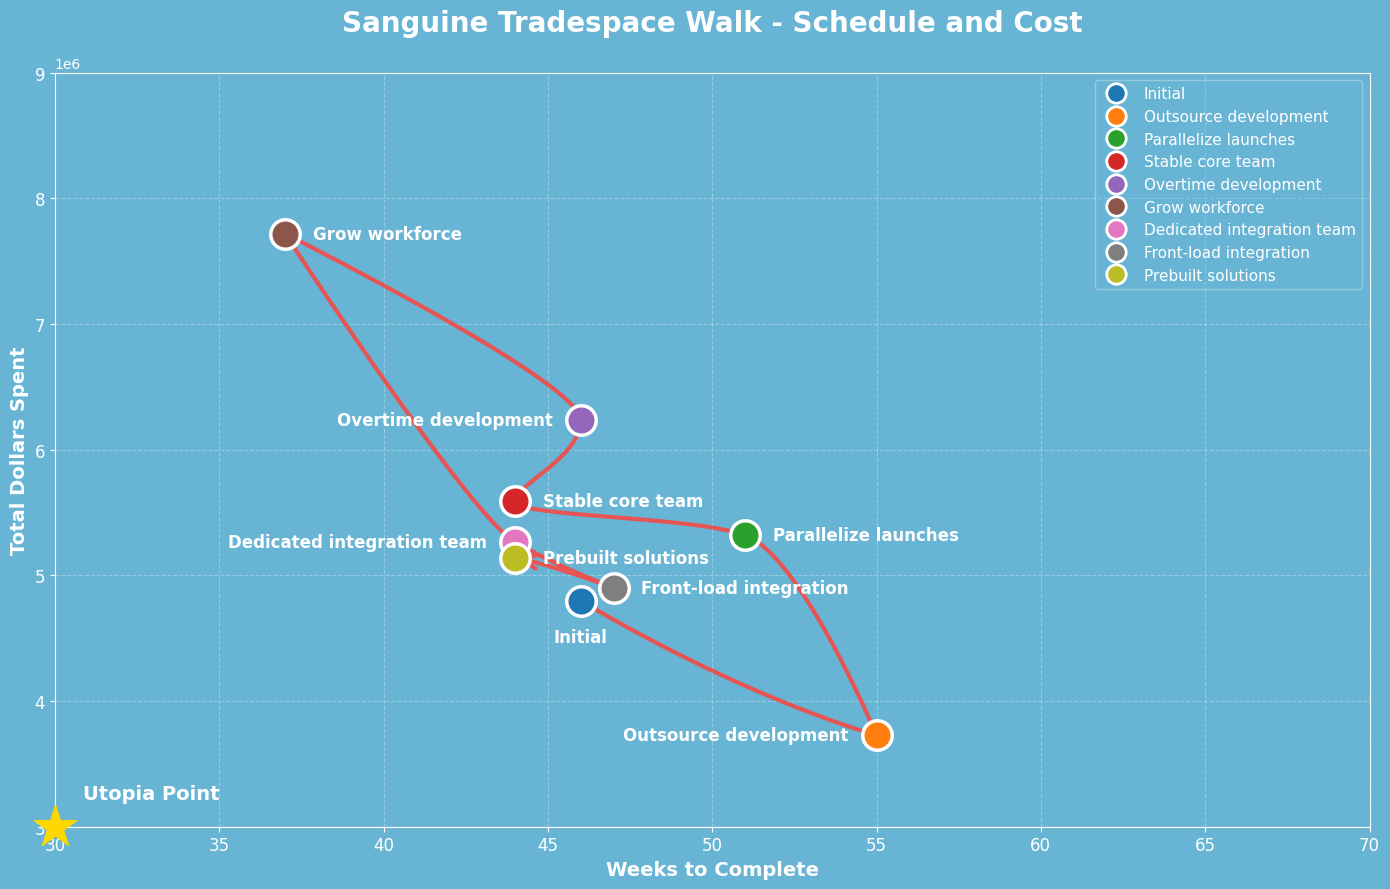 Sanguine Tradespace Walk - Schedule and Cost
1e6
9
8
7
6
5
4
3
Total Dollars Spent
Initial
Outsource development
Parallelize launches
Stable core team
Overtime development
Grow workforce
Dedicated integration team
Front-load integration
Prebuilt solutions
Grow workforce
Overtime development
Stable core team
Parallelize launches
Dedicated integration team
Prebuilt solutions
Front-load integration
Initial
Outsource development
Utopia Point
30 35 40 45 50 55 60 65 70
Weeks to Complete